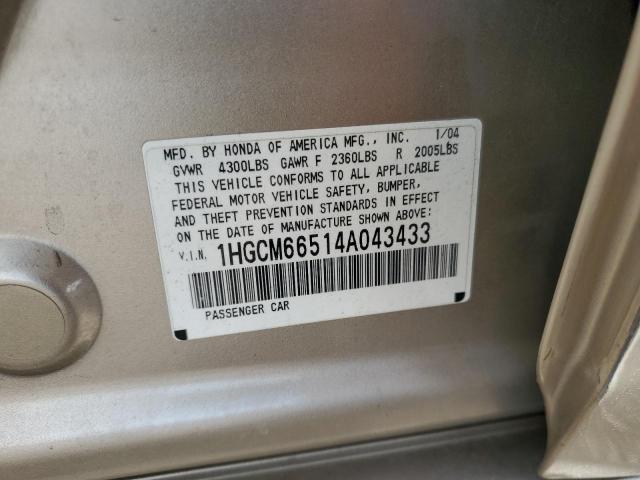 MFD. BY HONDA OF AMERICA MFG., INC. 1/04
GVWR 4300LBS GAWR F 2360LBS R 2005LBS
THIS VEHICLE CONFORMS TO ALL APPLICABLE
FEDERAL MOTOR VEHICLE SAFETY, BUMPER,
AND THEFT PREVENTION STANDARDS IN EFFECT
ON THE DATE OF MANUFACTURE SHOWN ABOVE:
V.I.N. 1HGCM66514A043433
PASSENGER CAR